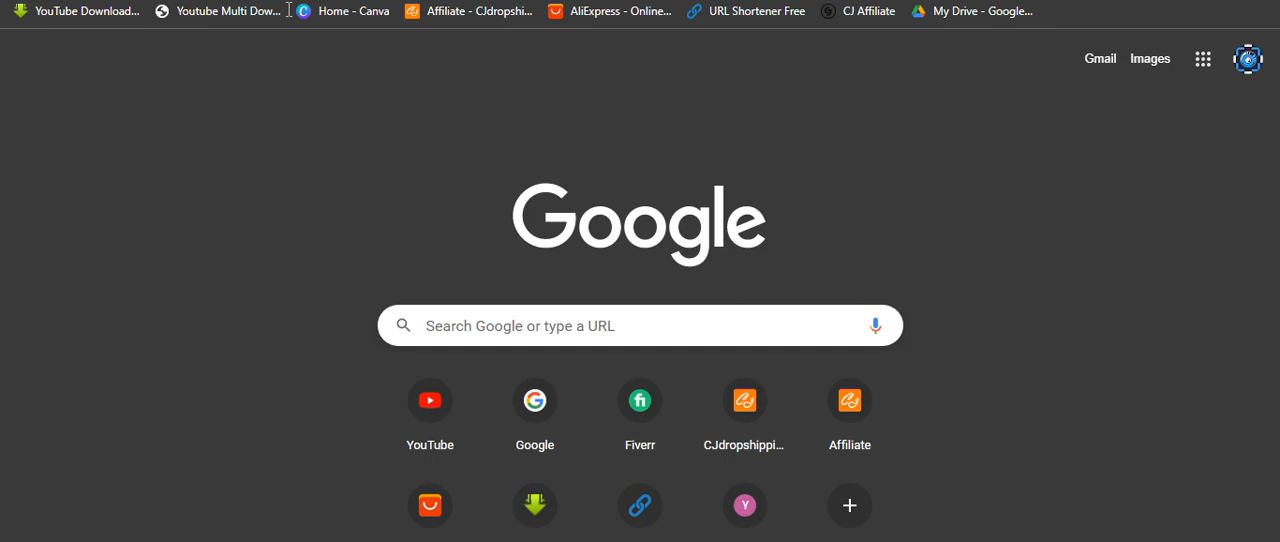 YouTube Download... Youtube Multi Dow... Home - Canva Affiliate - CJdropshi... AliExpress - Online... URL Shortener Free CJ Affiliate My Drive - Google...
Gmail Images
Google
Search Google or type a URL
YouTube Google Fiverr CJdropshippi... Affiliate
Y